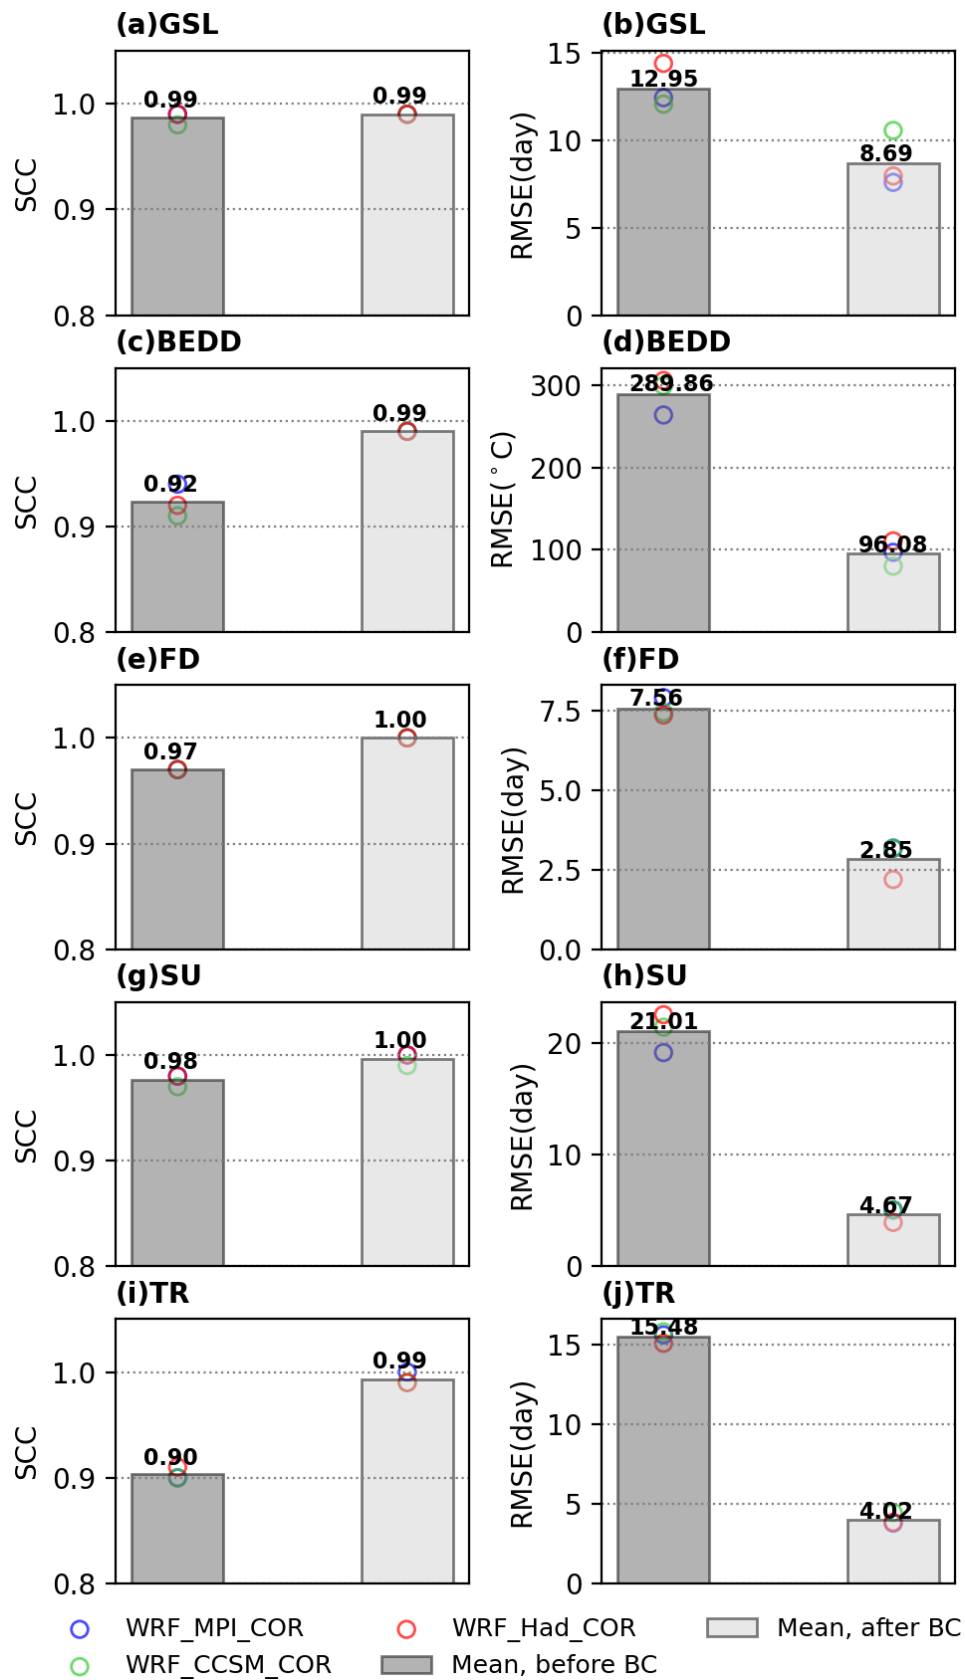 (a)GSL
(b)GSL
SCC
1.0
0.9
0.8
0.99
0.99
RMSE(day)
15
10
5
0
12.95
8.69
(c)BEDD
(d)BEDD
SCC
1.0
0.9
0.8
0.92
0.99
RMSE(°C)
300
200
100
0
289.86
96.08
(e)FD
(f)FD
SCC
1.0
0.9
0.8
0.97
1.00
RMSE(day)
7.5
5.0
2.5
0.0
7.56
2.85
(g)SU
(h)SU
SCC
1.0
0.9
0.8
0.98
1.00
RMSE(day)
20
10
0
21.01
4.67
(i)TR
(j)TR
SCC
1.0
0.9
0.8
0.90
0.99
RMSE(day)
15
10
5
0
15.48
4.02
WRF_MPI_COR
WRF_Had_COR
Mean, after BC
WRF_CCSM_COR
Mean, before BC